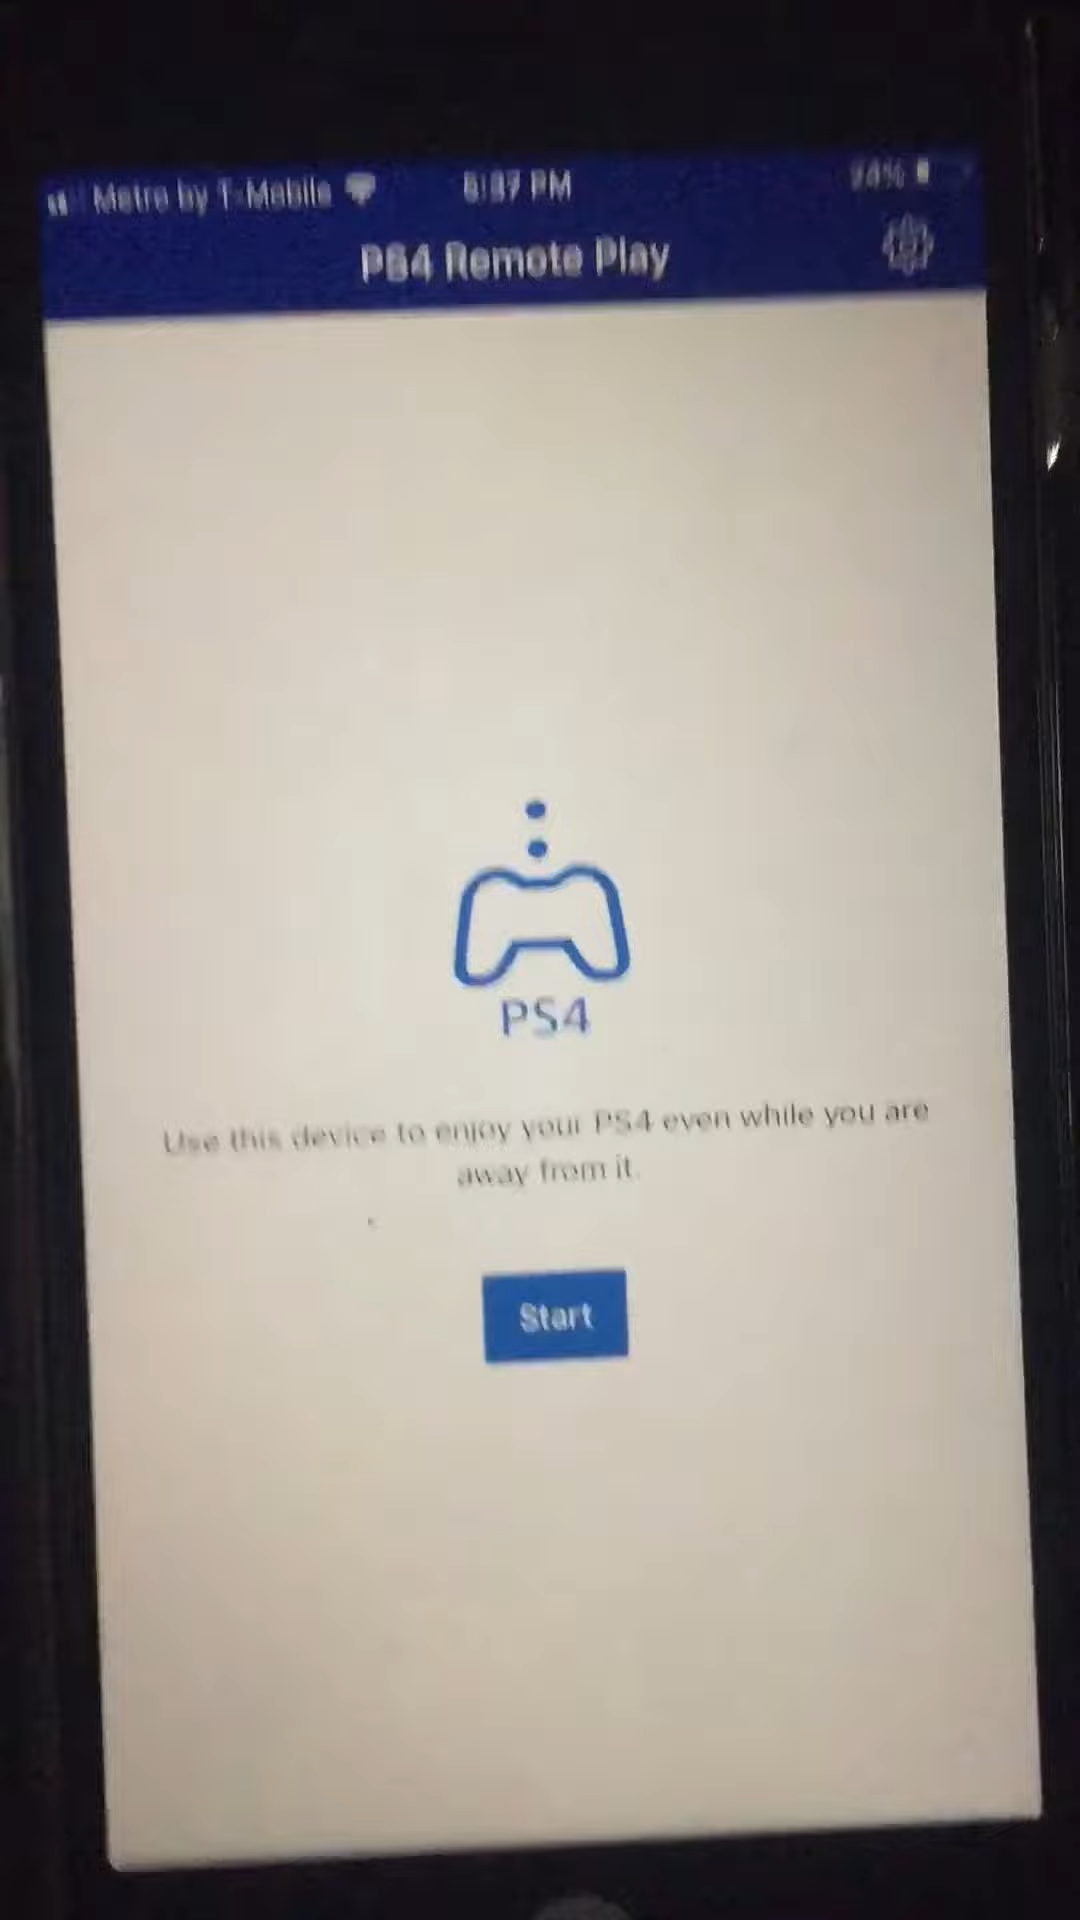 Metro by T-Mobile
PS4 Remote Play
PS4
Use this device to enjoy your PS4 even while you are
away from it.
Start